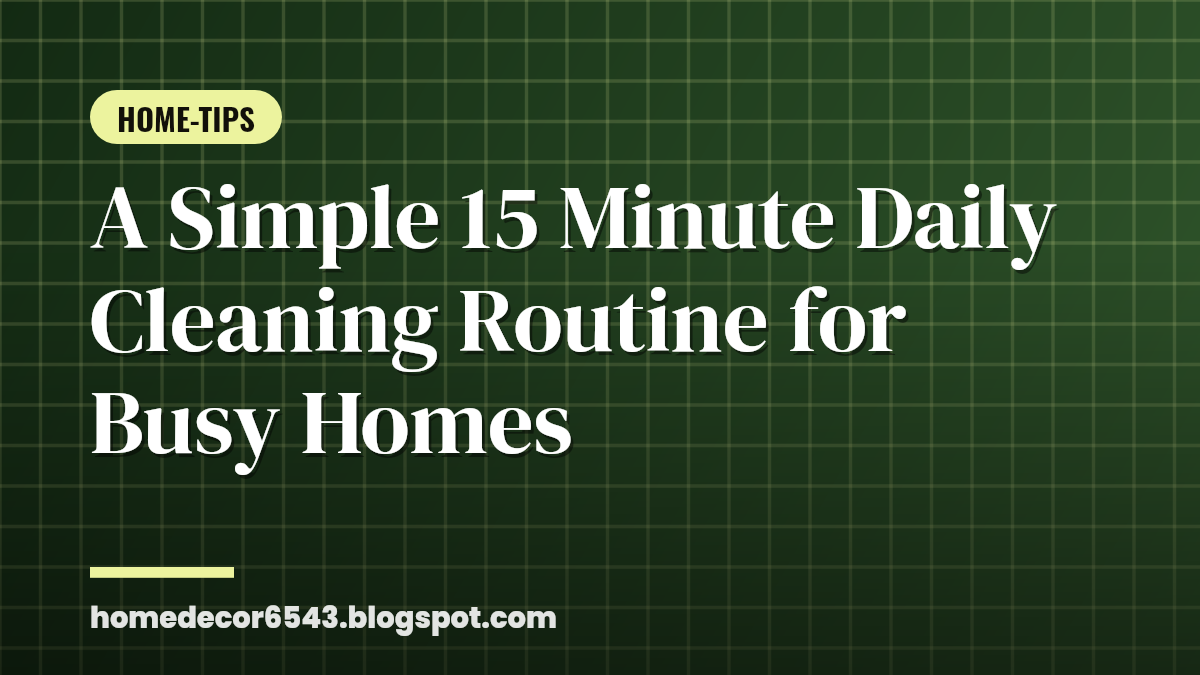 HOME-TIPS
A Simple 15 Minute Daily
Cleaning Routine for
Busy Homes
homedecor6543.blogspot.com